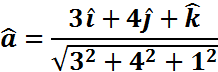 â = (3î + 4ĵ + k̂) / √(3² + 4² + 1²)